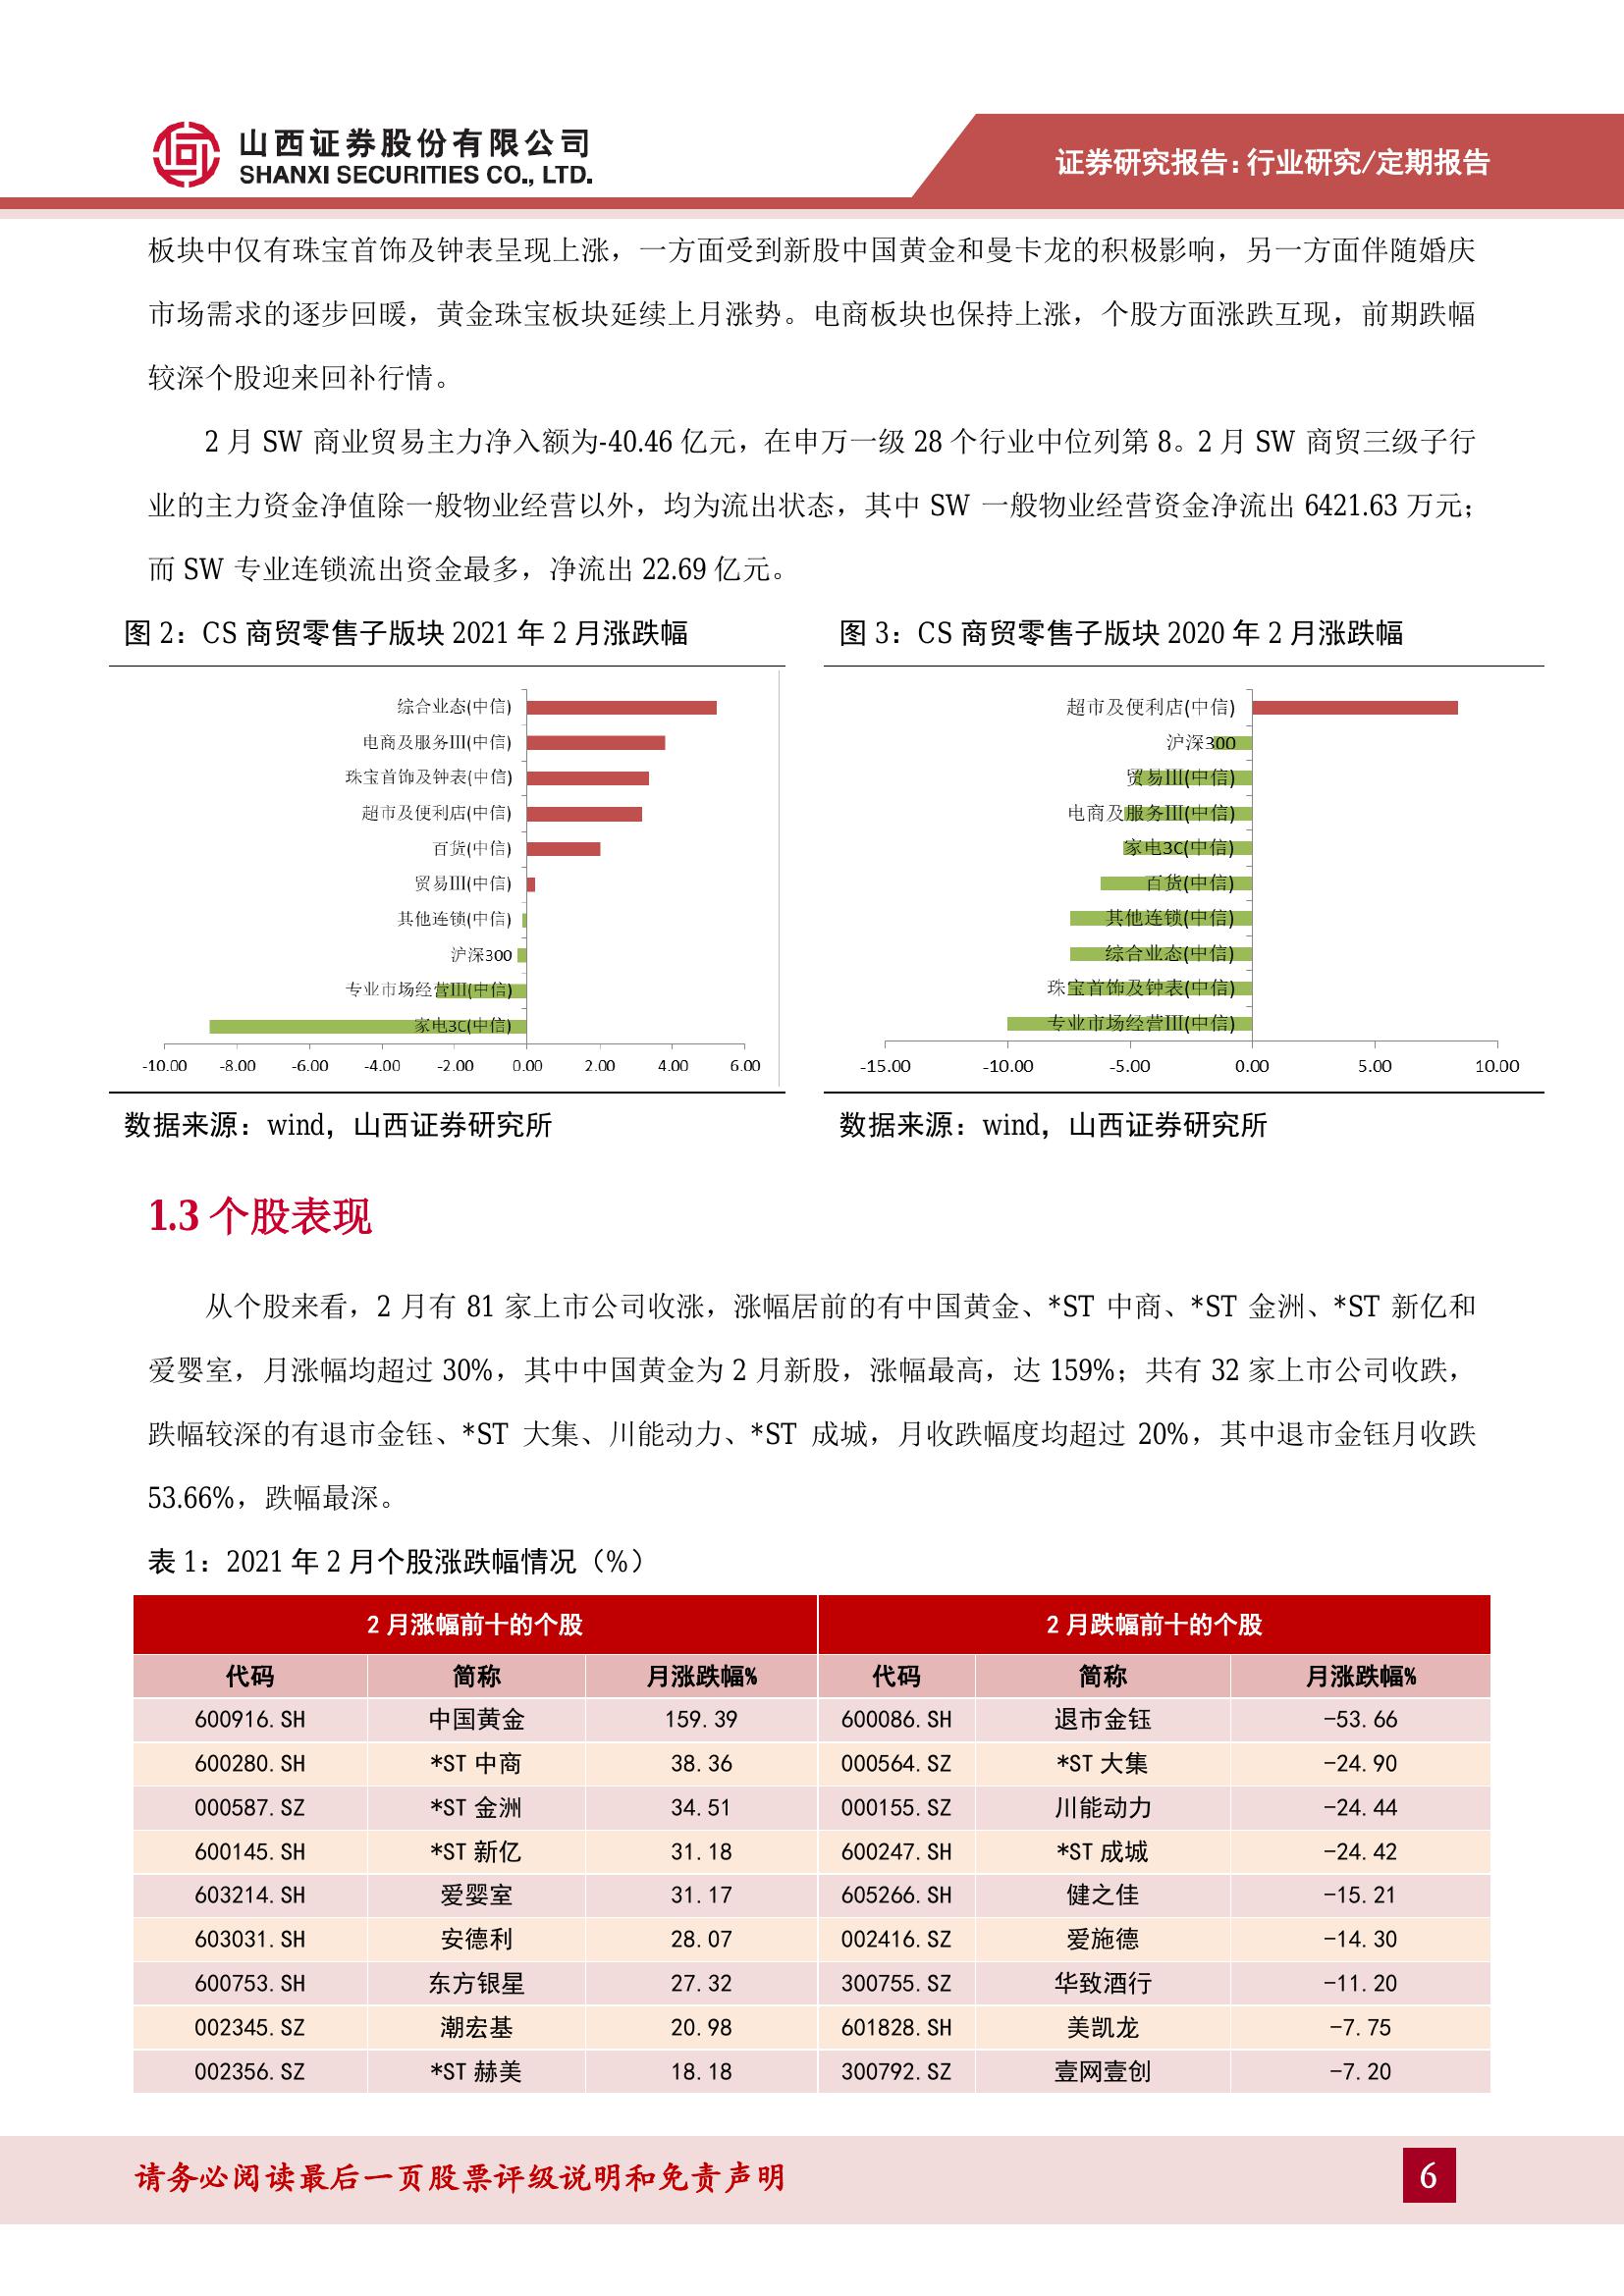 山西证券股份有限公司
SHANXI SECURITIES CO., LTD.
证券研究报告:行业研究/定期报告
板块中仅有珠宝首饰及钟表呈现上涨，一方面受到新股中国黄金和曼卡龙的积极影响，另一方面伴随婚庆
市场需求的逐步回暖，黄金珠宝板块延续上月涨势。电商板块也保持上涨，个股方面涨跌互现，前期跌幅
较深个股迎来回补行情。
2 月 SW 商业贸易主力净入额为-40.46 亿元，在申万一级 28 个行业中位列第 8。2 月 SW 商贸三级子行
业的主力资金净值除一般物业经营以外，均为流出状态，其中 SW 一般物业经营资金净流出 6421.63 万元；
而 SW 专业连锁流出资金最多，净流出 22.69 亿元。
图 2：CS 商贸零售子版块 2021 年 2 月涨跌幅
综合业态(中信)
电商及服务III(中信)
珠宝首饰及钟表(中信)
超市及便利店(中信)
百货(中信)
贸易III(中信)
其他连锁(中信)
沪深300
专业市场经营III(中信)
家电3C(中信)
-10.00 -8.00 -6.00 -4.00 -2.00 0.00 2.00 4.00 6.00
数据来源：wind，山西证券研究所
图 3：CS 商贸零售子版块 2020 年 2 月涨跌幅
超市及便利店(中信)
沪深300
贸易III(中信)
电商及服务III(中信)
家电3C(中信)
百货(中信)
其他连锁(中信)
综合业态(中信)
珠宝首饰及钟表(中信)
专业市场经营III(中信)
-15.00 -10.00 -5.00 0.00 5.00 10.00
数据来源：wind，山西证券研究所
1.3 个股表现
从个股来看，2 月有 81 家上市公司收涨，涨幅居前的有中国黄金、*ST 中商、*ST 金洲、*ST 新亿和
爱婴室，月涨幅均超过 30%，其中中国黄金为 2 月新股，涨幅最高，达 159%；共有 32 家上市公司收跌，
跌幅较深的有退市金钰、*ST 大集、川能动力、*ST 成城，月收跌幅度均超过 20%，其中退市金钰月收跌
53.66%，跌幅最深。
表 1：2021 年 2 月个股涨跌幅情况（%）
2 月涨幅前十的个股 2 月跌幅前十的个股
代码 简称 月涨跌幅% 代码 简称 月涨跌幅%
600916.SH 中国黄金 159.39 600086.SH 退市金钰 -53.66
600280.SH *ST 中商 38.36 000564.SZ *ST 大集 -24.90
000587.SZ *ST 金洲 34.51 000155.SZ 川能动力 -24.44
600145.SH *ST 新亿 31.18 600247.SH *ST 成城 -24.42
603214.SH 爱婴室 31.17 605266.SH 健之佳 -15.21
603031.SH 安德利 28.07 002416.SZ 爱施德 -14.30
600753.SH 东方银星 27.32 300755.SZ 华致酒行 -11.20
002345.SZ 潮宏基 20.98 601828.SH 美凯龙 -7.75
002356.SZ *ST 赫美 18.18 300792.SZ 壹网壹创 -7.20
请务必阅读最后一页股票评级说明和免责声明
6